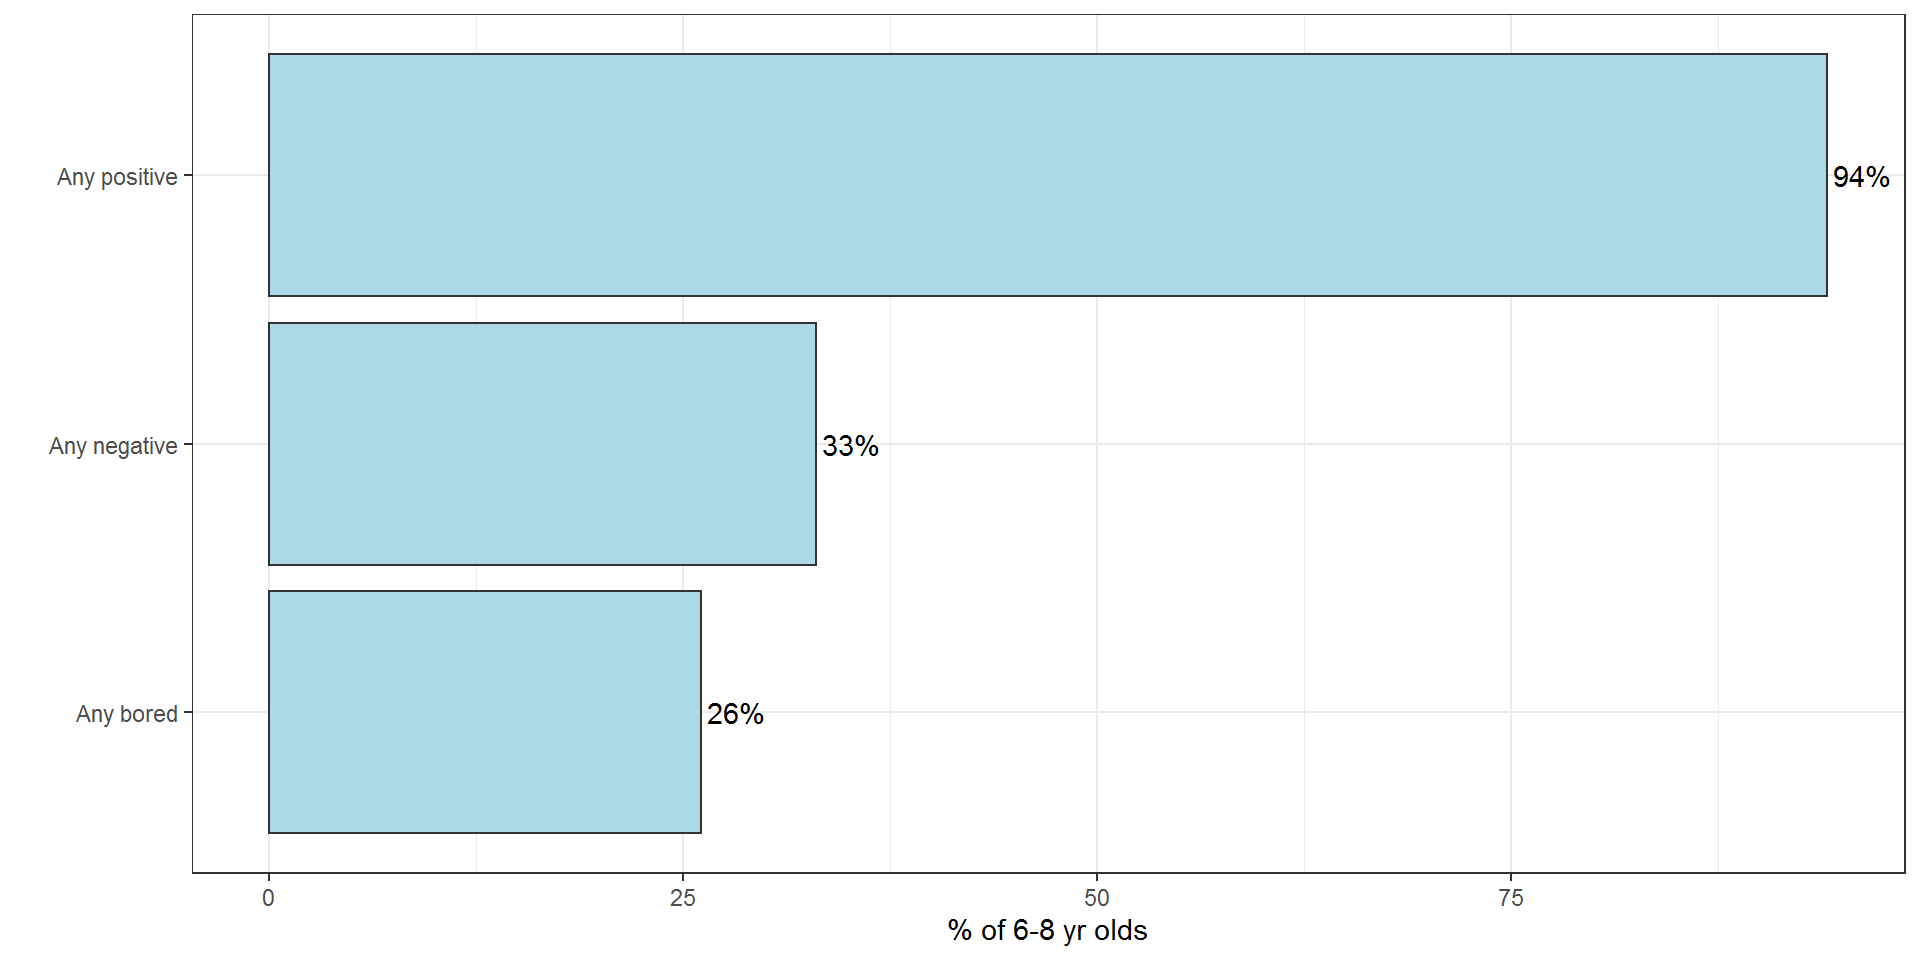 Any positive
94%
Any negative
33%
Any bored
26%
0 25 50 75
% of 6-8 yr olds